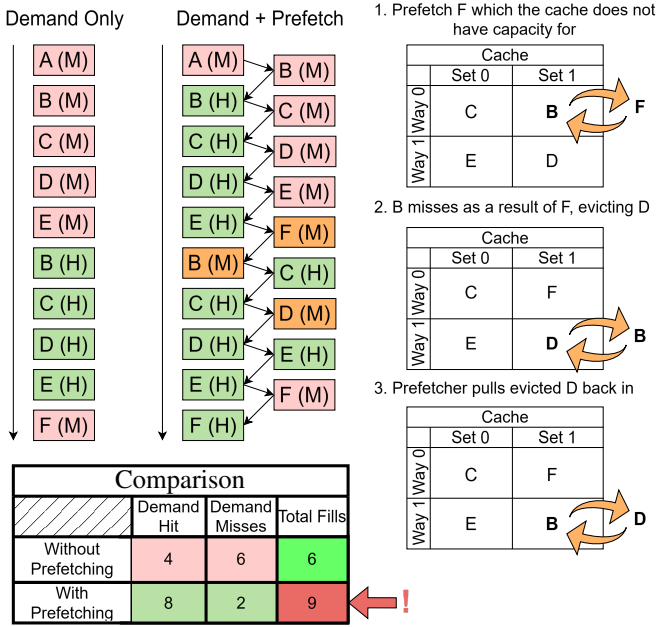 Demand Only
A (M)
B (M)
C (M)
D (M)
E (M)
B (H)
C (H)
D (H)
E (H)
F (M)
Demand + Prefetch
A (M)
B (M)
B (H)
C (M)
C (H)
D (M)
D (H)
E (M)
E (H)
F (M)
B (M)
C (H)
C (H)
D (M)
D (H)
E (H)
E (H)
F (M)
F (H)
1. Prefetch F which the cache does not
have capacity for
Cache
Set 0 Set 1
Way 0 C B F
Way 1 E D
2. B misses as a result of F, evicting D
Cache
Set 0 Set 1
Way 0 C F
Way 1 E D B
3. Prefetcher pulls evicted D back in
Cache
Set 0 Set 1
Way 0 C F
Way 1 E B D
Comparison
Demand
Hit
Demand
Misses
Total Fills
Without
Prefetching
4 6 6
With
Prefetching
8 2 9 !